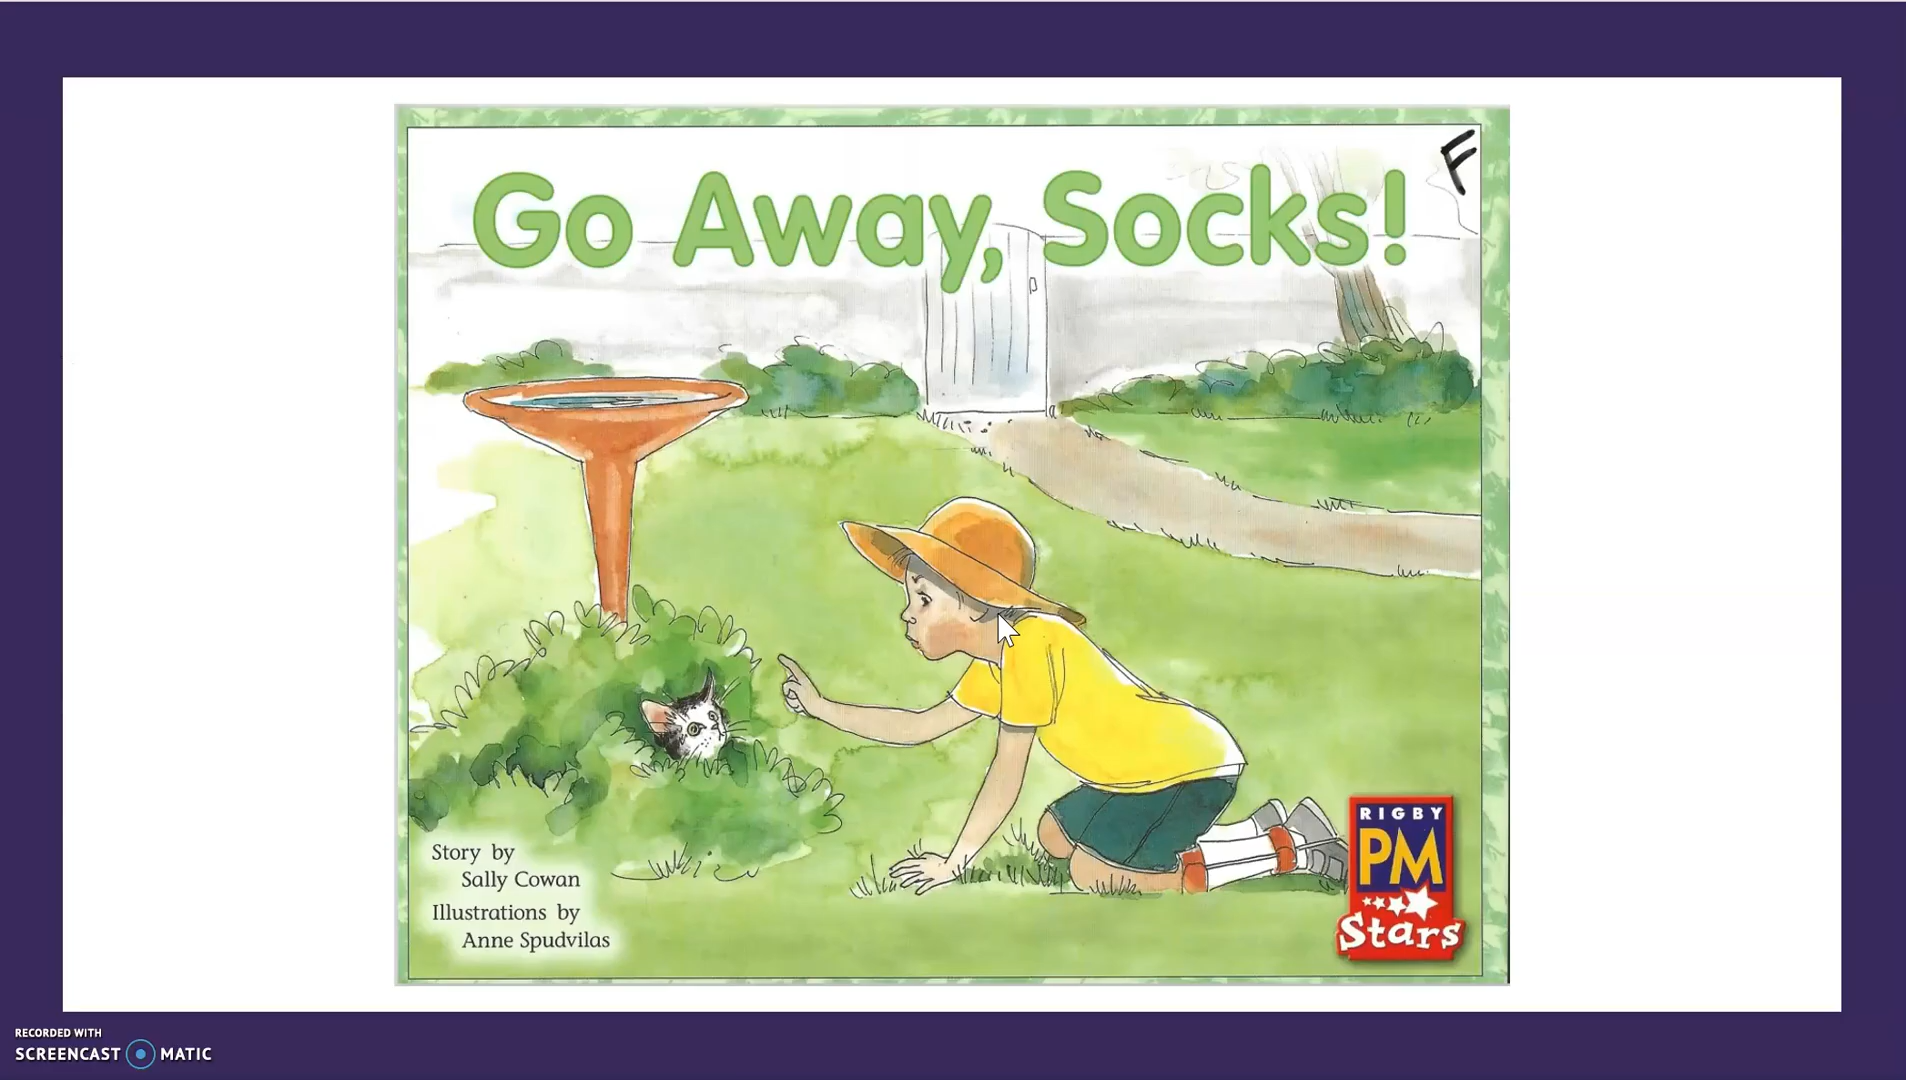 F
Go Away, Socks!
Story by
Sally Cowan
Illustrations by
Anne Spudvilas
RIGBY
PM
Stars
RECORDED WITH
SCREENCAST MATIC